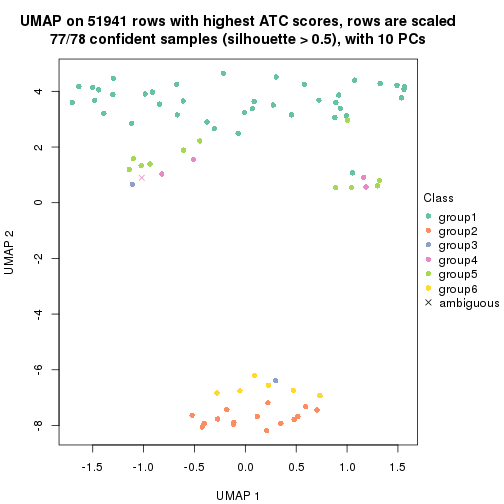 UMAP on 51941 rows with highest ATC scores, rows are scaled
77/78 confident samples (silhouette > 0.5), with 10 PCs
4
2
0
-2
-4
-6
-8
UMAP 2
-1.5 -1.0 -0.5 0.0 0.5 1.0 1.5
UMAP 1
Class
group1
group2
group3
group4
group5
group6
ambiguous